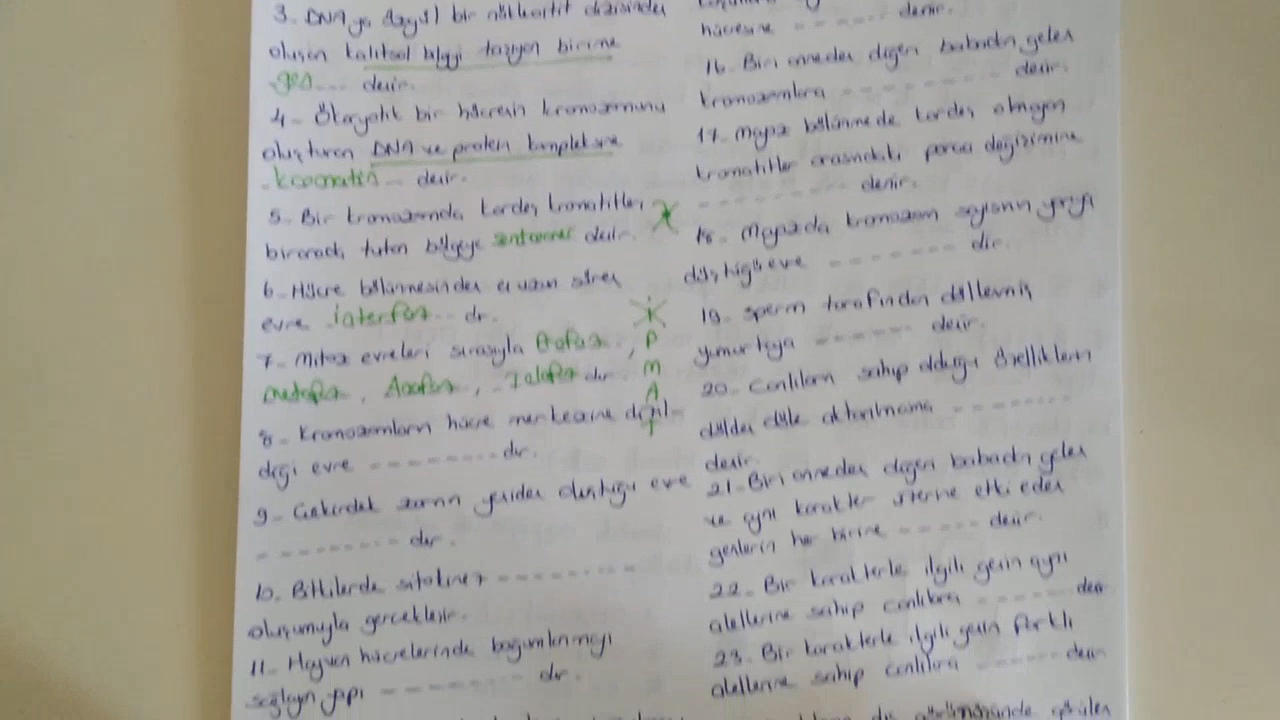 3. DNA ya dayalı bir nükleotit dizisinden
oluşan kalıtsal bilgiyi taşıyan birime
gen... denir.
4- Ökaryotik bir hücrenin kromozomunu
oluşturan DNA ve protein kompleksine
kromatin... denir.
5- Bir kromozomda kardeş kromatitleri
birarada tutan bölgeye sentromer denir.
6- Hücre bölünmesinden en uzun süren
evre interfaz... dır.
7- Mitoz evreleri sırasıyla Profaz,
metafaz, Anafaz, Telofaz dır.
İ
P
M
A
T
8- Kromozomların hücre merkezine dizil-
diği evre --------- dır.
9- Çekirdek zarının yeniden oluştuğu evre
--------- dır.
10- Bitkilerde sitokinez ---------
oluşumuyla gerçekleşir.
11- Hayvan hücrelerinde boğumlanmayı
sağlayan yapı --------- dır.
hücresine ------ denir.
16- Biri anneden diğeri babadan gelen
kromozomlara ------- denir.
17- Mayoz bölünmede kardeş olmayan
kromatitler arasındaki parça değişimine
--------- denir.
18- Mayozda kromozom sayısının yarıya
düştüğü evre ------- dir.
19- Sperm tarafından döllenmiş
yumurtaya ------ denir.
20- Canlıların sahip olduğu özelliklerin
dölden döle aktarılmasına -------
denir.
21- Biri anneden diğeri babadan gelen
ve aynı karakter üzerine etki eden
genlerin her birine ------ denir.
22- Bir karakterle ilgili genin aynı
alellerine sahip canlılara ------ denir
23- Bir karakterle ilgili genin farklı
alellerine sahip canlılara ------ denir